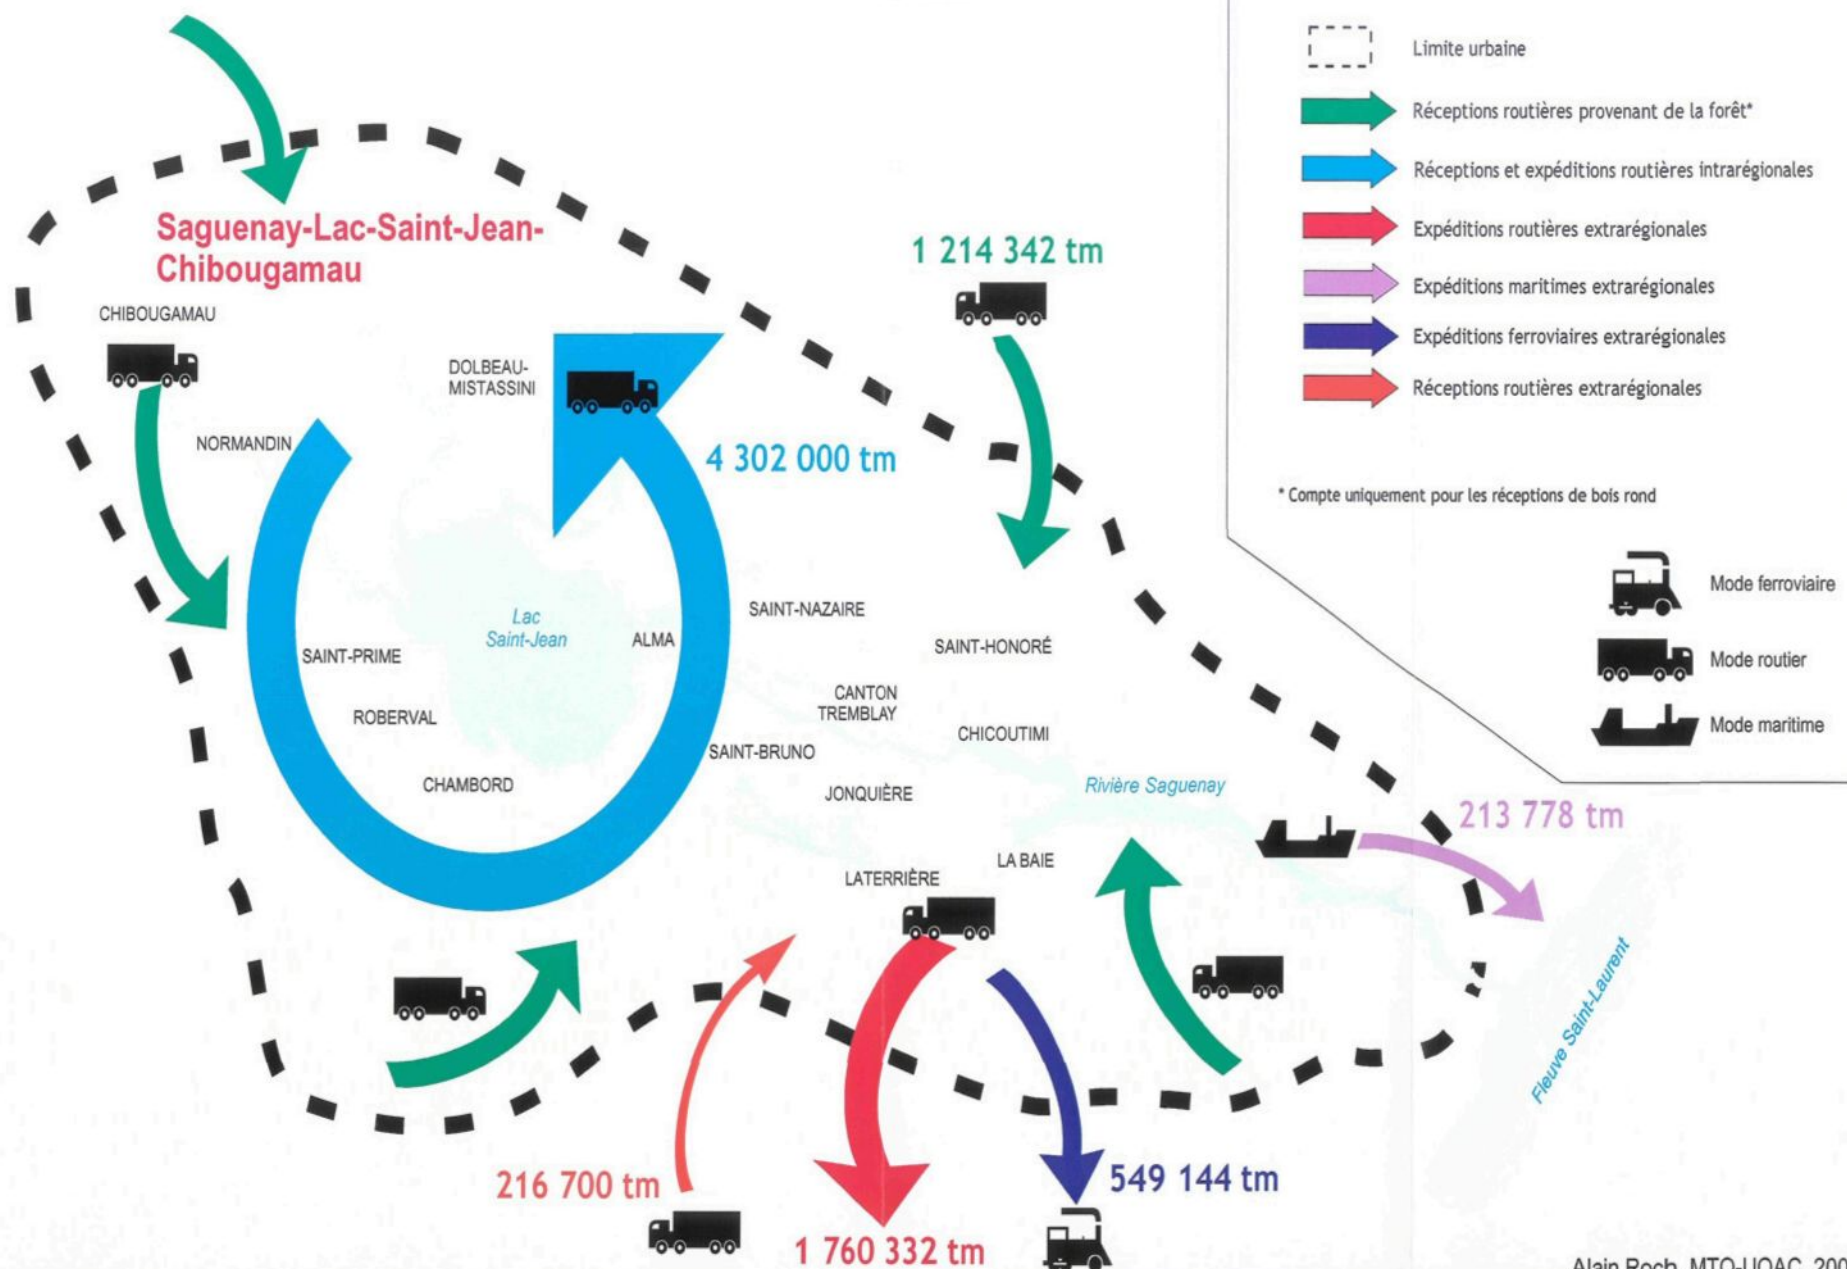 Limite urbaine
Réceptions routières provenant de la forêt*
Réceptions et expéditions routières intrarégionales
Expéditions routières extrarégionales
Expéditions maritimes extrarégionales
Expéditions ferroviaires extrarégionales
Réceptions routières extrarégionales
* Compte uniquement pour les réceptions de bois rond
Mode ferroviaire
Mode routier
Mode maritime
Saguenay-Lac-Saint-Jean-
Chibougamau
1 214 342 tm
CHIBOUGAMAU
DOLBEAU-
MISTASSINI
NORMANDIN
4 302 000 tm
Lac
Saint-Jean
SAINT-NAZAIRE
ALMA
SAINT-HONORÉ
SAINT-PRIME
CANTON
TREMBLAY
ROBERVAL
CHICOUTIMI
SAINT-BRUNO
CHAMBORD
JONQUIÈRE
Rivière Saguenay
213 778 tm
LA BAIE
LATERRIÈRE
Fleuve Saint-Laurent
216 700 tm
549 144 tm
1 760 332 tm
Alain Roch, MTQ-UQAC,